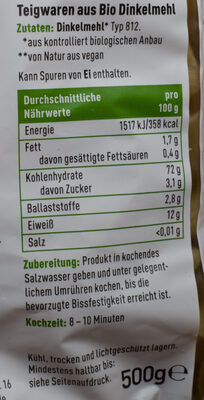 Teigwaren aus Bio Dinkelmehl
Zutaten: Dinkelmehl* Typ 812.
*aus kontrolliert biologischen Anbau
**von Natur aus vegan
Kann Spuren von Ei enthalten.
Durchschnittliche pro
Nährwerte 100 g
Energie 1517 kJ/358 kcal
Fett 1,7 g
davon gesättigte Fettsäuren 0,4 g
Kohlenhydrate 72 g
davon Zucker 3,1 g
Ballaststoffe 2,8 g
Eiweiß 12 g
Salz <0,01 g
Zubereitung: Produkt in kochendes
Salzwasser geben und unter gelegent-
lichem Umrühren kochen, bis die
bevorzugte Bissfestigkeit erreicht ist.
Kochzeit: 8 – 10 Minuten
Kühl, trocken und lichtgeschützt lagern.
Mindestens haltbar bis:
siehe Seitenaufdruck. 500g℮
16